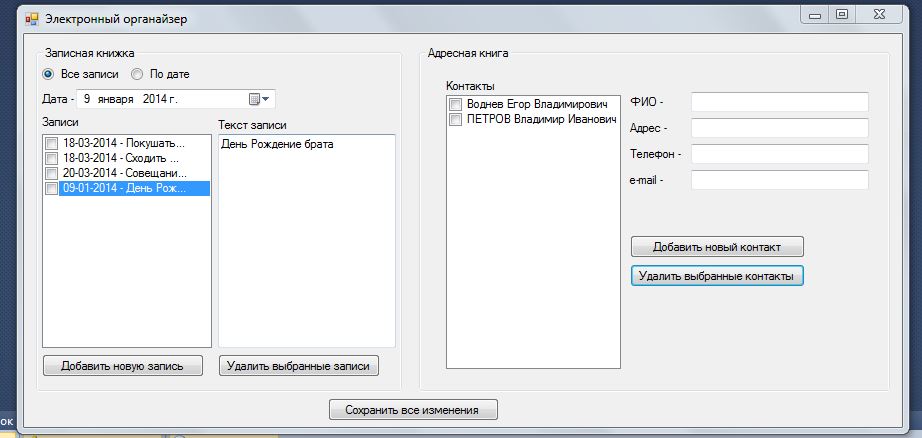 Электронный органайзер
Записная книжка
Все записи
По дате
Дата -
9 января 2014 г.
Записи
18-03-2014 - Покушать...
18-03-2014 - Сходить ...
20-03-2014 - Совещани...
09-01-2014 - День Рож...
Текст записи
День Рождение брата
Добавить новую запись
Удалить выбранные записи
Адресная книга
Контакты
Воднев Егор Владимирович
ПЕТРОВ Владимир Иванович
ФИО -
Адрес -
Телефон -
e-mail -
Добавить новый контакт
Удалить выбранные контакты
Сохранить все изменения
ок